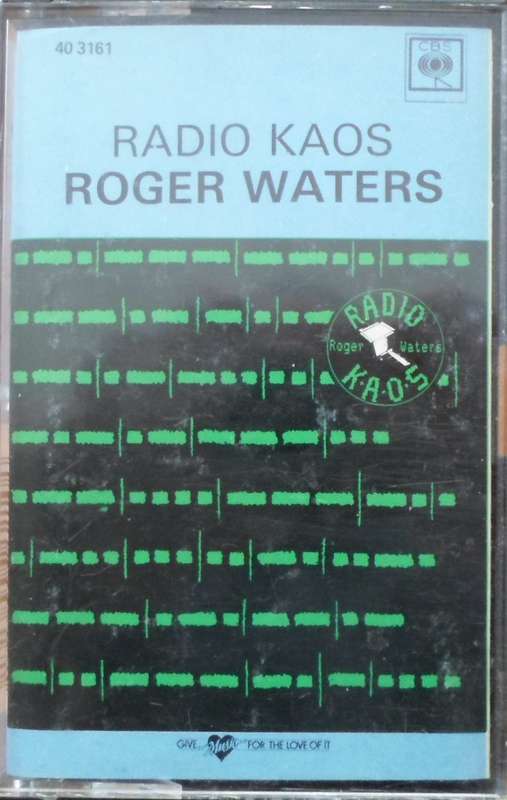 40 3161
CBS
RADIO KAOS
ROGER WATERS
RADIO
Roger Waters
K·A·O·S
GIVE Music FOR THE LOVE OF IT